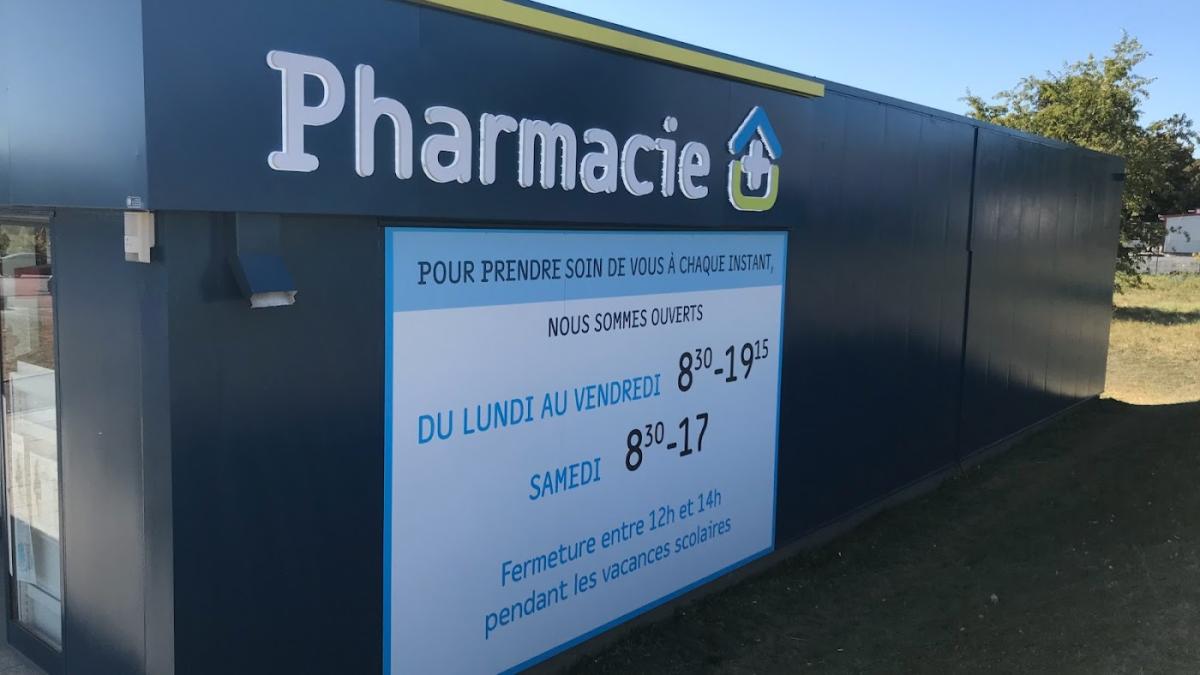 Pharmacie
POUR PRENDRE SOIN DE VOUS À CHAQUE INSTANT,
NOUS SOMMES OUVERTS
DU LUNDI AU VENDREDI 8³⁰-19¹⁵
SAMEDI 8³⁰-17
Fermeture entre 12h et 14h
pendant les vacances scolaires